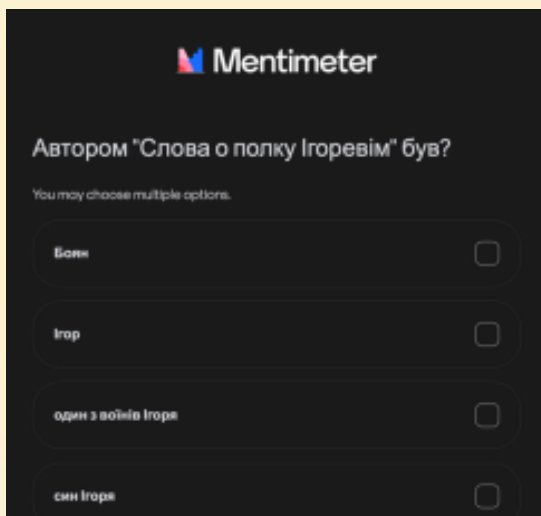 Mentimeter
Автором "Слова о полку Ігоревім" був?
You may choose multiple options.
Боян
Ігор
один з воїнів Ігоря
син Ігоря